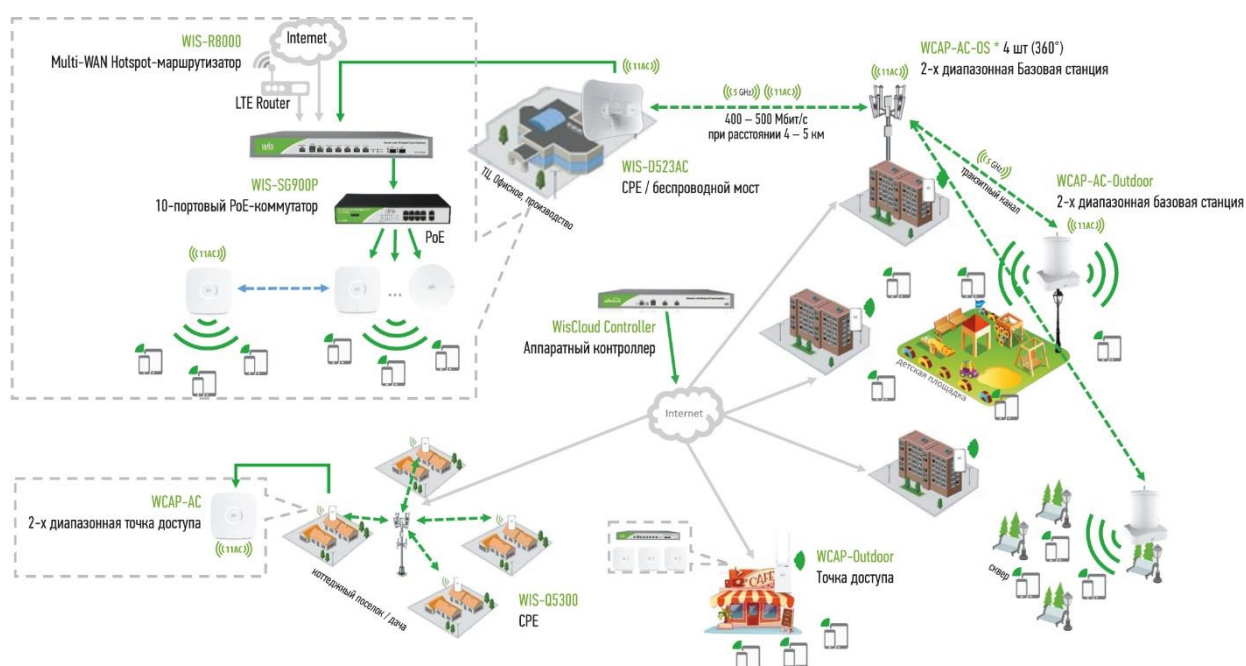 WIS-R8000
Multi-WAN Hotspot-маршрутизатор
Internet
LTE Router
wis
WIS-SG900P
10-портовый PoE-коммутатор
PoE
((11AC))
((11AC))
ТЦ, Офисное, производство
WIS-D523AC
CPE / беспроводной мост
((5 GHz)) ((11AC))
400 – 500 Мбит/с
при расстоянии 4 – 5 км
WCAP-AC-OS * 4 шт (360°)
2-х диапазонная Базовая станция
((11AC))
((5 GHz))
транзитный канал
WCAP-AC-Outdoor
2-х диапазонная базовая станция
((11AC))
WisCloud Controller
Аппаратный контроллер
Internet
детская площадка
WCAP-AC
2-х диапазонная точка доступа
((11AC))
коттеджный поселок / дача
WIS-Q5300
CPE
CAFE
WCAP-Outdoor
Точка доступа
сквер